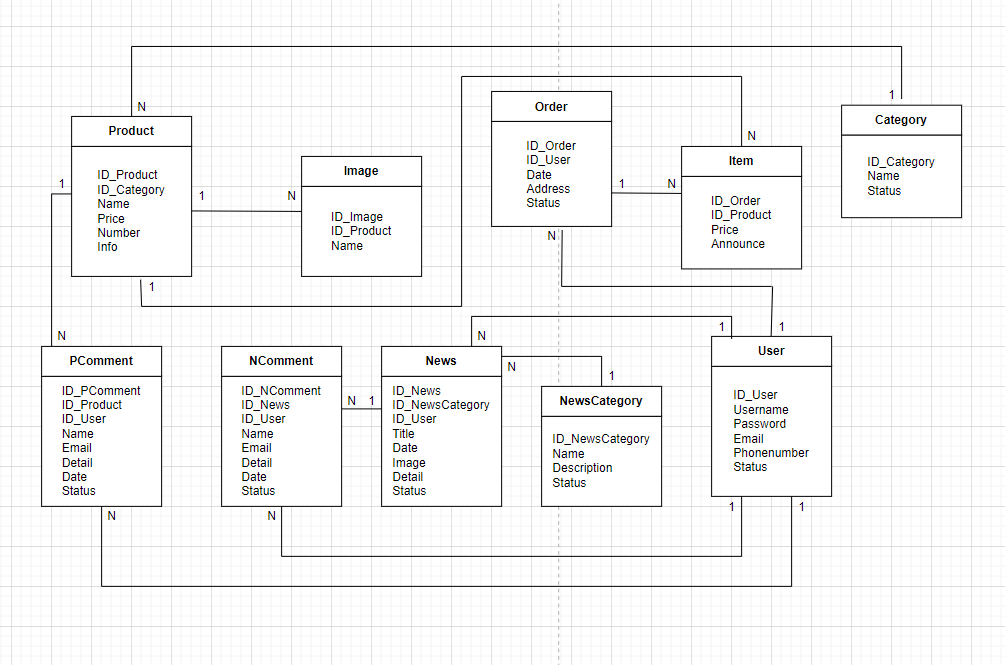 1
N
Product
ID_Product
ID_Category
Name
Price
Number
Info
1
1
N
1
Image
ID_Image
ID_Product
Name
Order
ID_Order
ID_User
Date
Address
Status
1
N
N
N
Item
ID_Order
ID_Product
Price
Announce
Category
ID_Category
Name
Status
N
PComment
ID_PComment
ID_Product
ID_User
Name
Email
Detail
Date
Status
N
NComment
ID_NComment
ID_News
ID_User
Name
Email
Detail
Date
Status
N
N
1
N
News
ID_News
ID_NewsCategory
ID_User
Title
Date
Image
Detail
Status
N
1
NewsCategory
ID_NewsCategory
Name
Description
Status
1
1
User
ID_User
Username
Password
Email
Phonenumber
Status
1
1